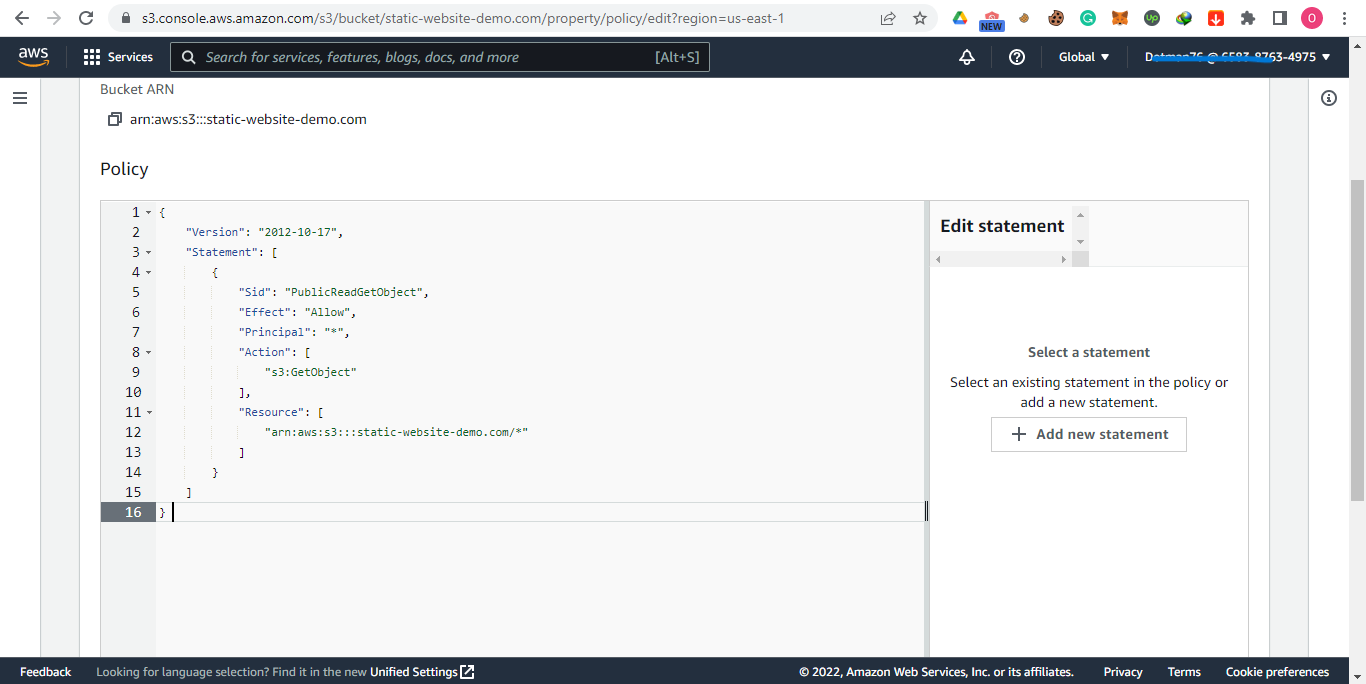 s3.console.aws.amazon.com/s3/bucket/static-website-demo.com/property/policy/edit?region=us-east-1
NEW
Up
O
aws
Services
Search for services, features, blogs, docs, and more
[Alt+S]
Global
63-4975
Bucket ARN
arn:aws:s3:::static-website-demo.com
Policy
1 {
2 "Version": "2012-10-17",
3 "Statement": [
4 {
5 "Sid": "PublicReadGetObject",
6 "Effect": "Allow",
7 "Principal": "*",
8 "Action": [
9 "s3:GetObject"
10 ],
11 "Resource": [
12 "arn:aws:s3:::static-website-demo.com/*"
13 ]
14 }
15 ]
16 }
Edit statement
Select a statement
Select an existing statement in the policy or
add a new statement.
+ Add new statement
Feedback
Looking for language selection? Find it in the new Unified Settings
© 2022, Amazon Web Services, Inc. or its affiliates.
Privacy
Terms
Cookie preferences